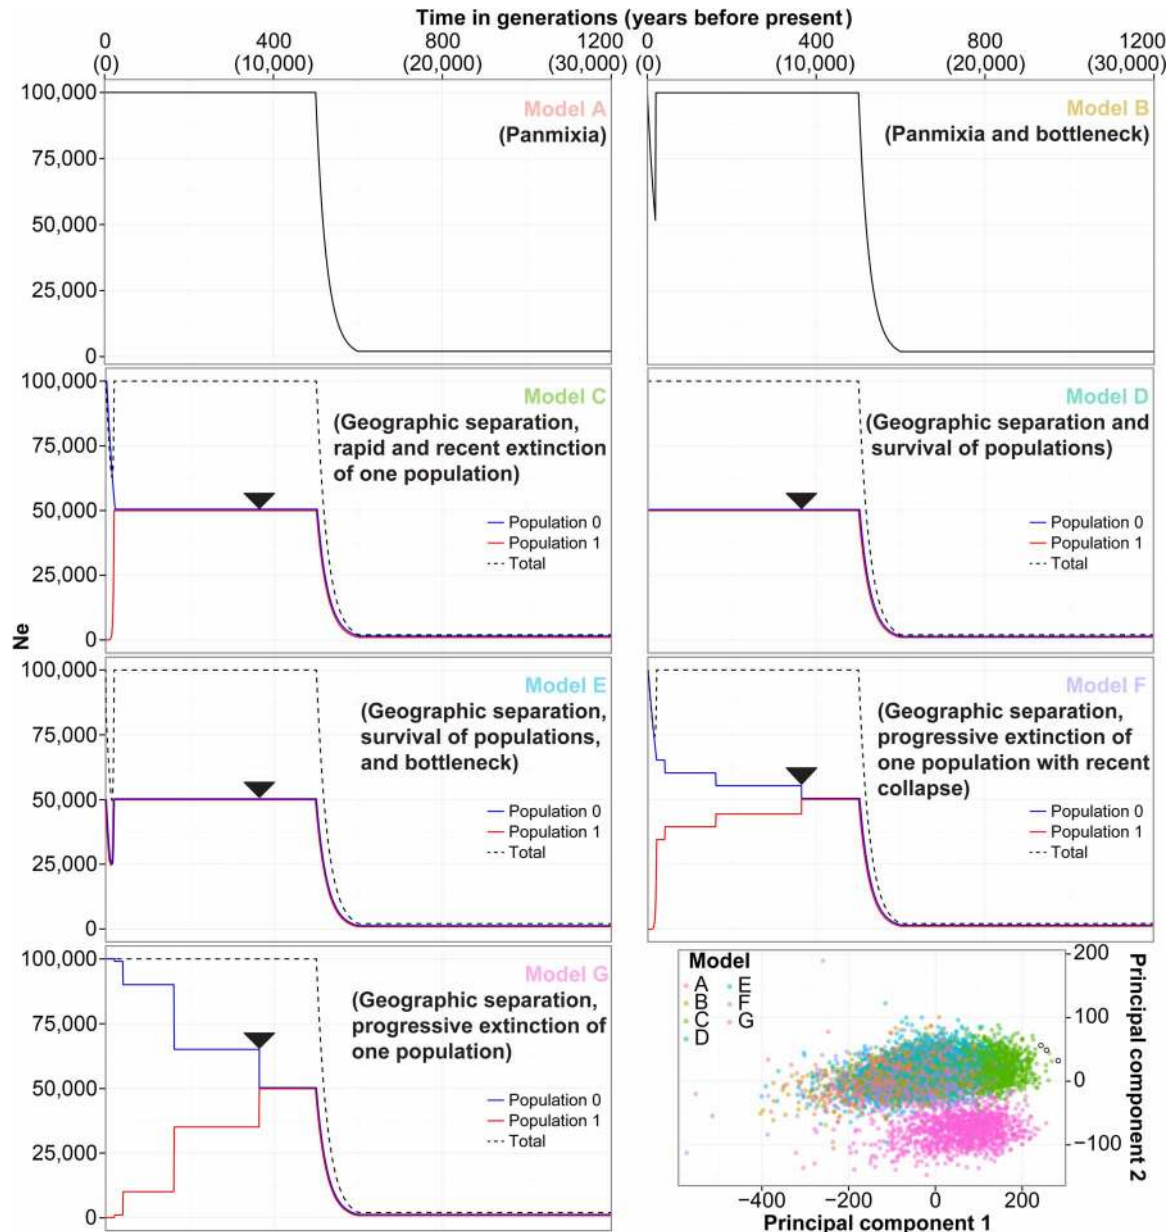 Time in generations (years before present)
0 400 800 1200 0 400 800 1200
(0) (10,000) (20,000) (30,000) (0) (10,000) (20,000) (30,000)
100,000
75,000
50,000
25,000
0
Model A
(Panmixia)
Model B
(Panmixia and bottleneck)
100,000
75,000
50,000
25,000
0
Model C
(Geographic separation,
rapid and recent extinction
of one population)
Population 0
Population 1
Total
Model D
(Geographic separation and
survival of populations)
Population 0
Population 1
Total
Ne
100,000
75,000
50,000
25,000
0
Model E
(Geographic separation,
survival of populations,
and bottleneck)
Population 0
Population 1
Total
Model F
(Geographic separation,
progressive extinction of
one population with recent
collapse)
Population 0
Population 1
Total
100,000
75,000
50,000
25,000
0
Model G
(Geographic separation,
progressive extinction of
one population)
Population 0
Population 1
Total
Model
A E
B F
C G
D
200
100
0
−100
Principal component 2
−400 −200 0 200
Principal component 1